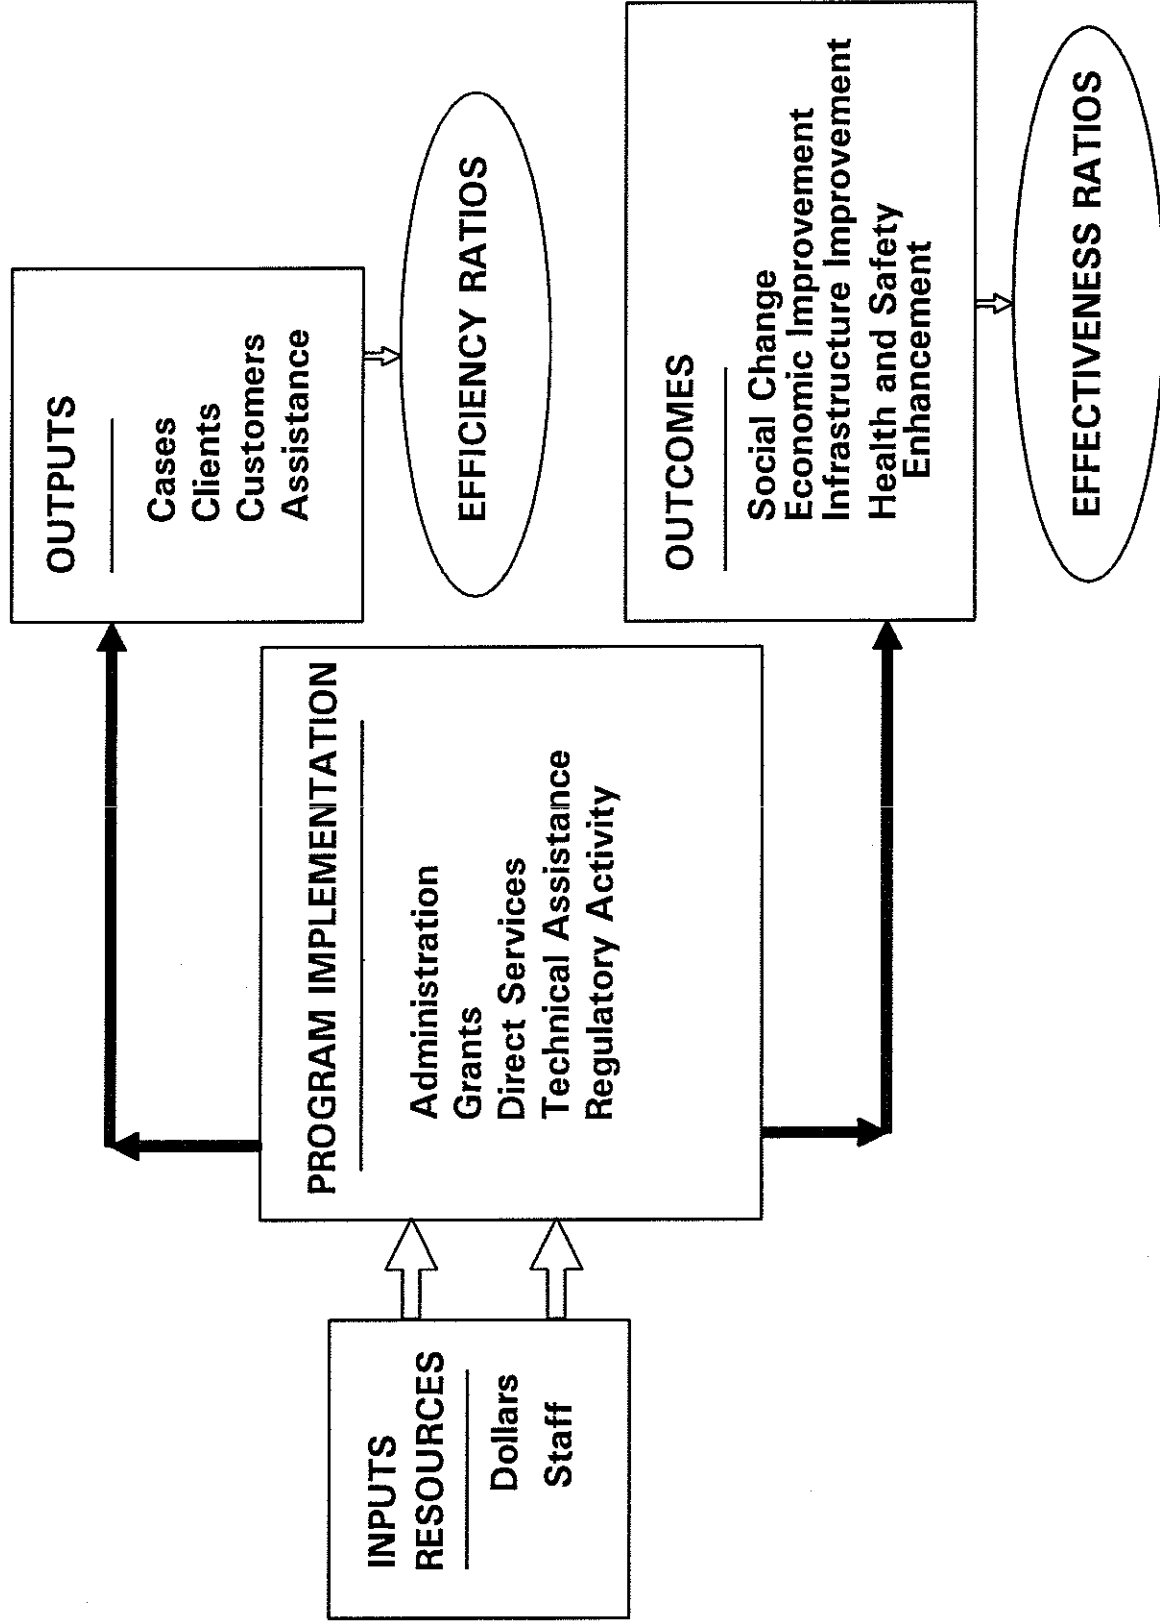 INPUTS
RESOURCES
Dollars
Staff
PROGRAM IMPLEMENTATION
Administration
Grants
Direct Services
Technical Assistance
Regulatory Activity
OUTPUTS
Cases
Clients
Customers
Assistance
EFFICIENCY RATIOS
OUTCOMES
Social Change
Economic Improvement
Infrastructure Improvement
Health and Safety
Enhancement
EFFECTIVENESS RATIOS